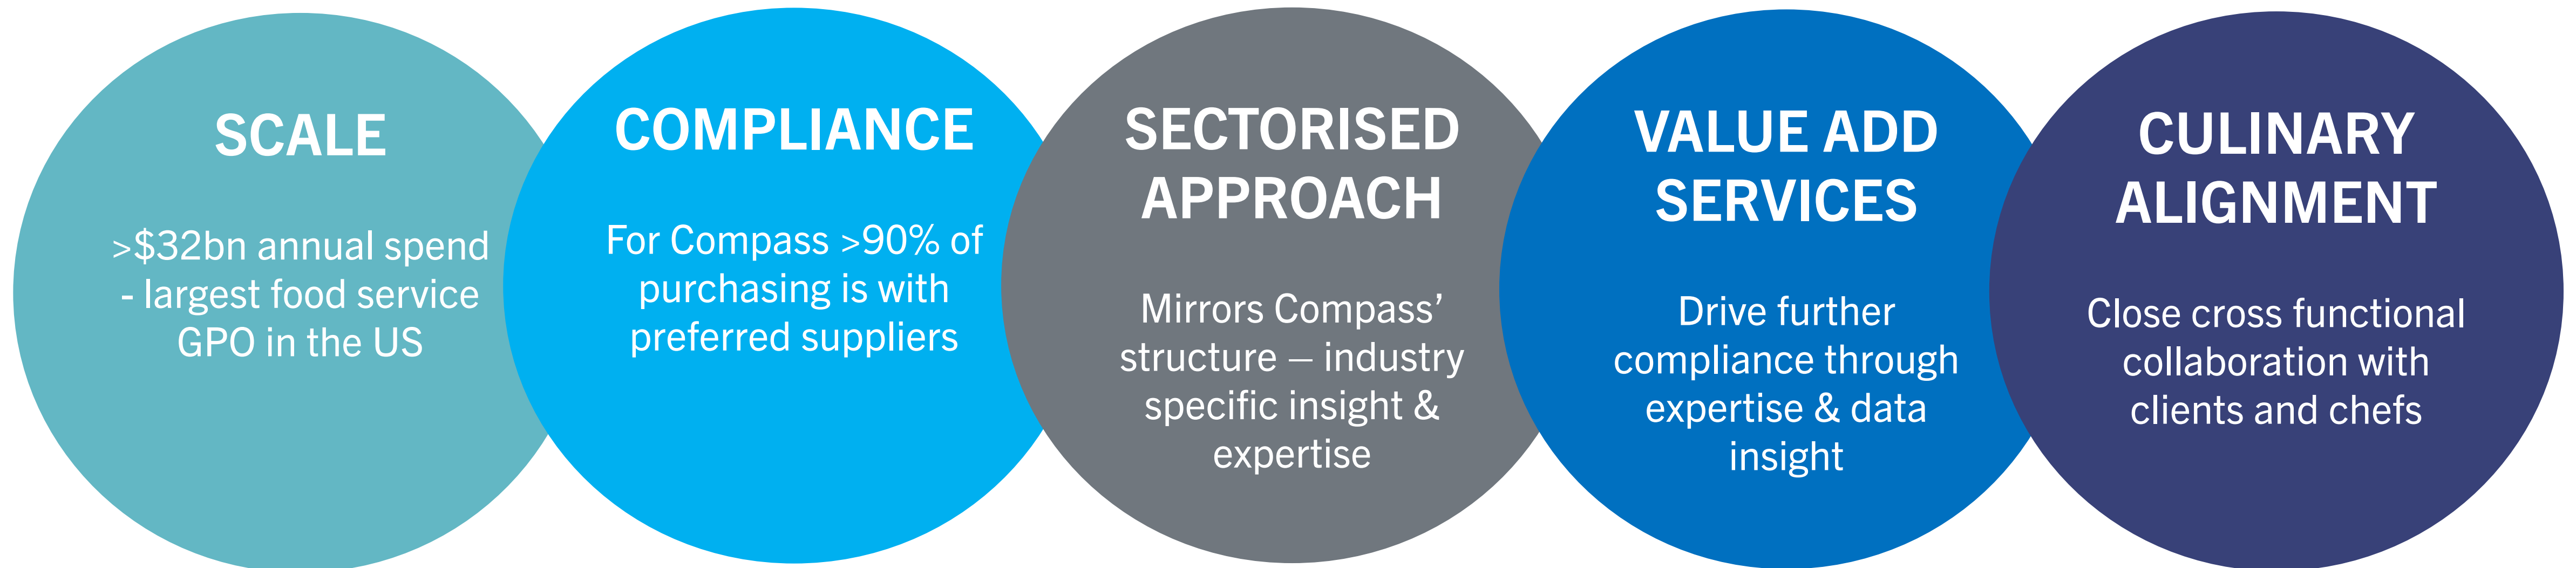 SCALE
>$32bn annual spend
- largest food service
GPO in the US
COMPLIANCE
For Compass >90% of
purchasing is with
preferred suppliers
SECTORISED
APPROACH
Mirrors Compass’
structure – industry
specific insight &
expertise
VALUE ADD
SERVICES
Drive further
compliance through
expertise & data
insight
CULINARY
ALIGNMENT
Close cross functional
collaboration with
clients and chefs